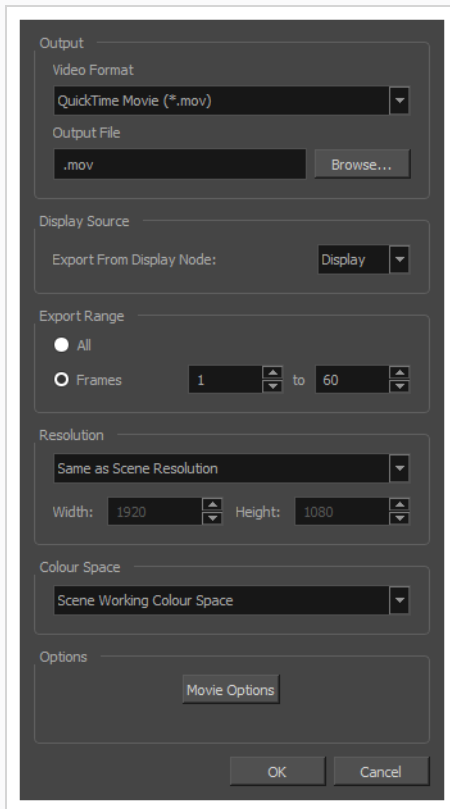 Output
Video Format
QuickTime Movie (*.mov)
Output File
.mov Browse...
Display Source
Export From Display Node: Display
Export Range
All
Frames 1 to 60
Resolution
Same as Scene Resolution
Width: 1920 Height: 1080
Colour Space
Scene Working Colour Space
Options
Movie Options
OK Cancel